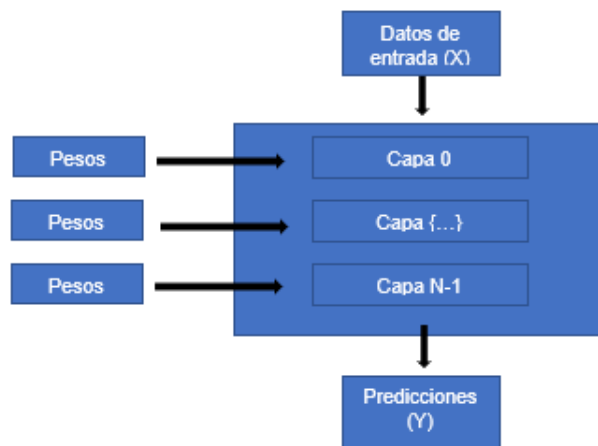 Datos de
entrada (X)
Pesos
Capa 0
Pesos
Capa {...}
Pesos
Capa N-1
Predicciones
(Y)